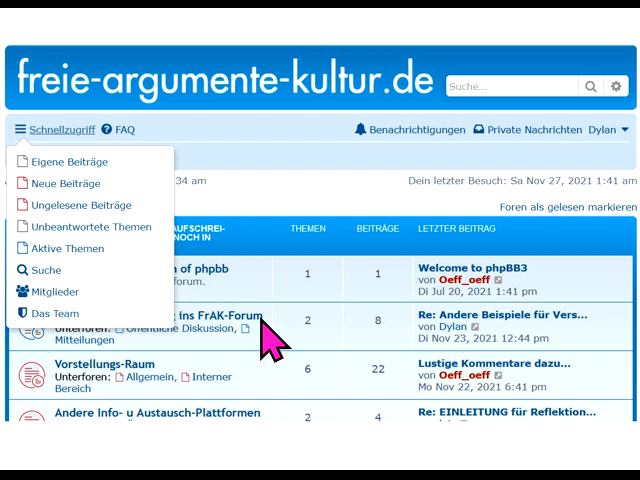 freie-argumente-kultur.de
Suche...
Schnellzugriff FAQ Benachrichtigungen Private Nachrichten Dylan
Eigene Beiträge
Neue Beiträge
Ungelesene Beiträge
Unbeantwortete Themen
Aktive Themen
Suche
Mitglieder
Das Team
34 am Dein letzter Besuch: Sa Nov 27, 2021 1:41 am
Foren als gelesen markieren
AUFSCHREI-
NOCH IN THEMEN BEITRÄGE LETZTER BEITRAG
n of phpbb
forum.
1 1
Welcome to phpBB3
von Oeff_oeff
Di Jul 20, 2021 1:41 pm
ins FrAK-Forum
Unterforen: Öffentliche Diskussion,
Mitteilungen
2 8
Re: Andere Beispiele für Vers...
von Dylan
Di Nov 23, 2021 12:44 pm
Vorstellungs-Raum
Unterforen: Allgemein, Interner
Bereich
6 22
Lustige Kommentare dazu...
von Oeff_oeff
Mo Nov 22, 2021 6:41 pm
Andere Info- u Austausch-Plattformen
2 4
Re: EINLEITUNG für Reflektion...